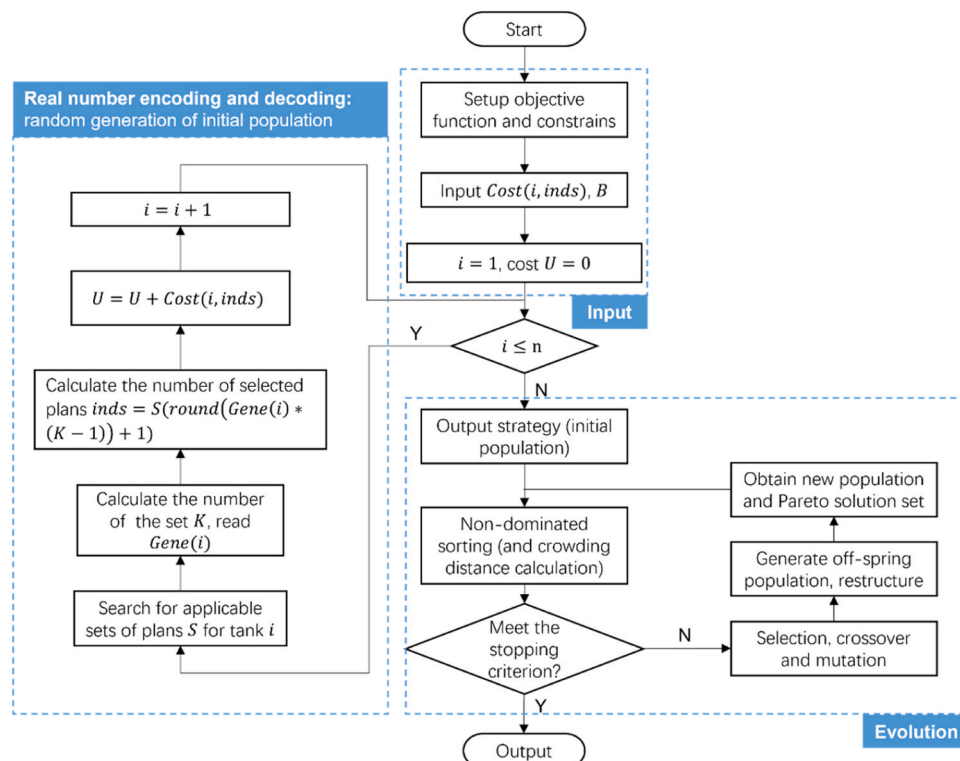 Start
Real number encoding and decoding:
random generation of initial population
Setup objective
function and constrains
Input Cost(i, inds), B
i = 1, cost U = 0
Input
i = i + 1
U = U + Cost(i, inds)
Calculate the number of selected
plans inds = S(round(Gene(i) *
(K − 1)) + 1)
Calculate the number
of the set K, read
Gene(i)
Search for applicable
sets of plans S for tank i
Y
i ≤ n
N
Output strategy (initial
population)
Non-dominated
sorting (and crowding
distance calculation)
Meet the
stopping
criterion?
N
Selection, crossover
and mutation
Generate off-spring
population, restructure
Obtain new population
and Pareto solution set
Y
Evolution
Output